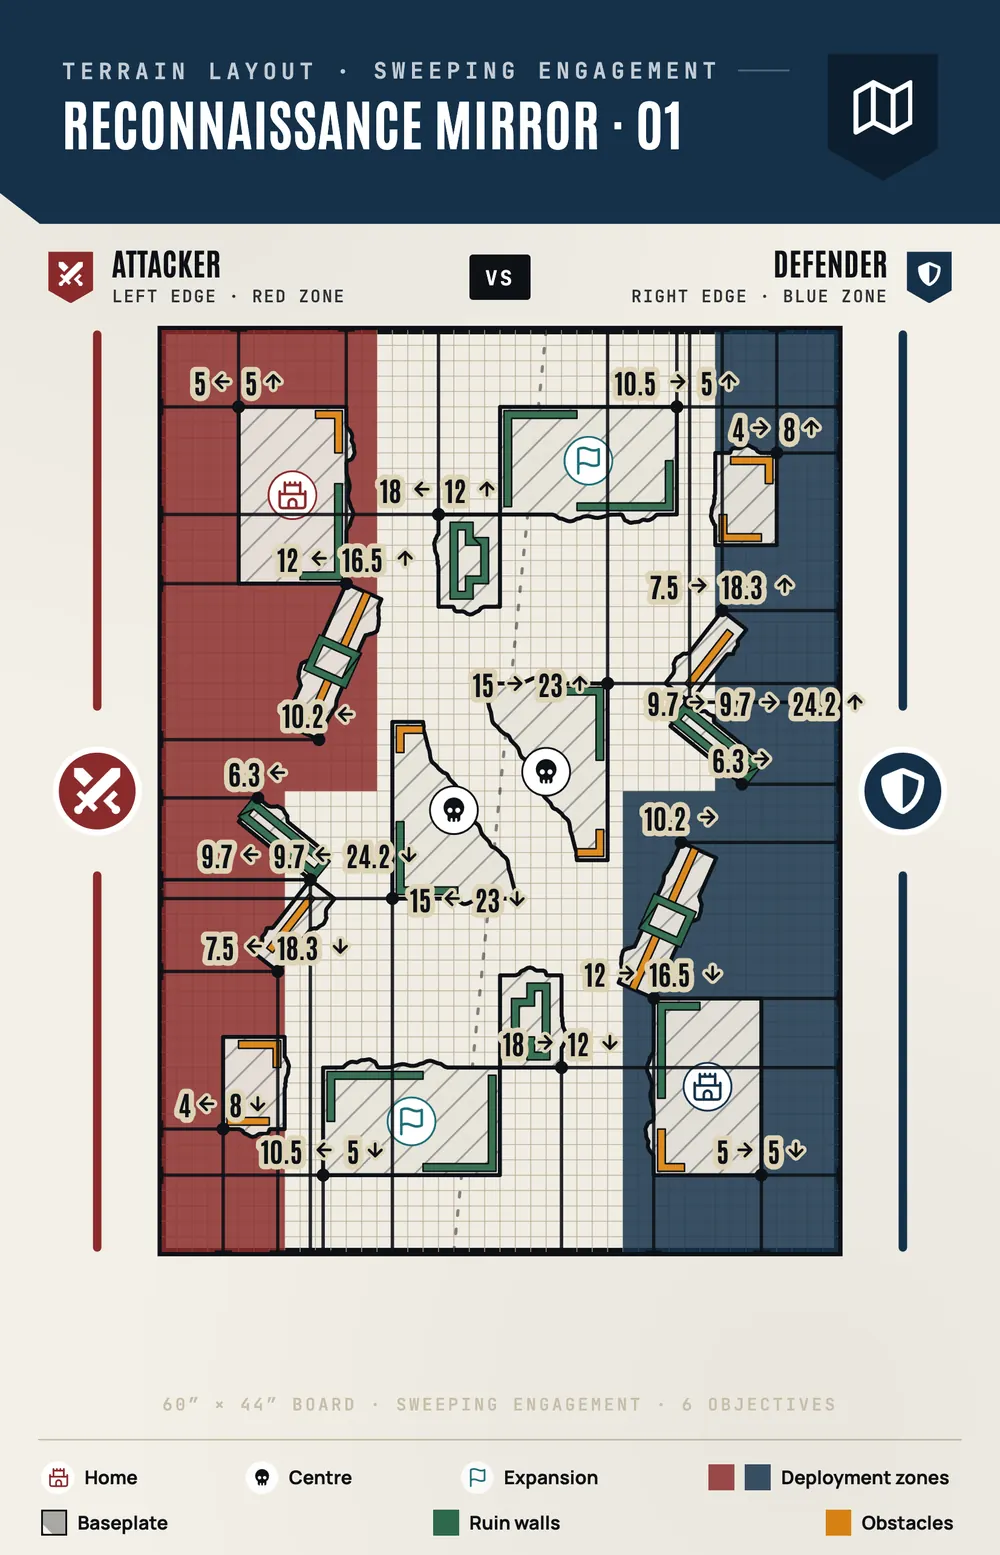 TERRAIN LAYOUT · SWEEPING ENGAGEMENT
RECONNAISSANCE MIRROR · 01
ATTACKER
LEFT EDGE · RED ZONE
VS
DEFENDER
RIGHT EDGE · BLUE ZONE
5 ← 5 ↑
10.5 → 5 ↑
4 → 8 ↑
18 ← 12 ↑
12 ← 16.5 ↑
7.5 → 18.3 ↑
15 → 23 ↑
9.7 → 9.7 → 24.2 ↑
10.2 ←
6.3 →
6.3 ←
10.2 →
9.7 ← 9.7 ← 24.2 ↓
15 ← 23 ↓
7.5 ← 18.3 ↓
12 → 16.5 ↓
18 → 12 ↓
4 ← 8 ↓
10.5 ← 5 ↓
5 → 5 ↓
60″ × 44″ BOARD · SWEEPING ENGAGEMENT · 6 OBJECTIVES
Home
Centre
Expansion
Deployment zones
Baseplate
Ruin walls
Obstacles